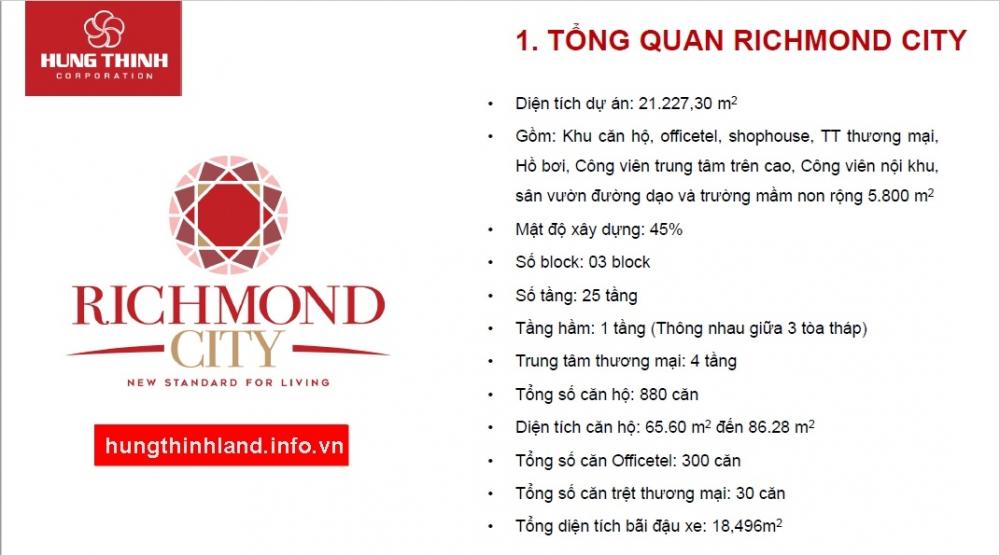 HUNG THINH
CORPORATION
1. TỔNG QUAN RICHMOND CITY
RICHMOND
CITY
NEW STANDARD FOR LIVING
hungthinhland.info.vn
• Diện tích dự án: 21.227,30 m²
• Gồm: Khu căn hộ, officetel, shophouse, TT thương mại,
Hồ bơi, Công viên trung tâm trên cao, Công viên nội khu,
sân vườn đường dạo và trường mầm non rộng 5.800 m²
• Mật độ xây dựng: 45%
• Số block: 03 block
• Số tầng: 25 tầng
• Tầng hầm: 1 tầng (Thông nhau giữa 3 tòa tháp)
• Trung tâm thương mại: 4 tầng
• Tổng số căn hộ: 880 căn
• Diện tích căn hộ: 65.60 m² đến 86.28 m²
• Tổng số căn Officetel: 300 căn
• Tổng số căn trệt thương mại: 30 căn
• Tổng diện tích bãi đậu xe: 18,496m²